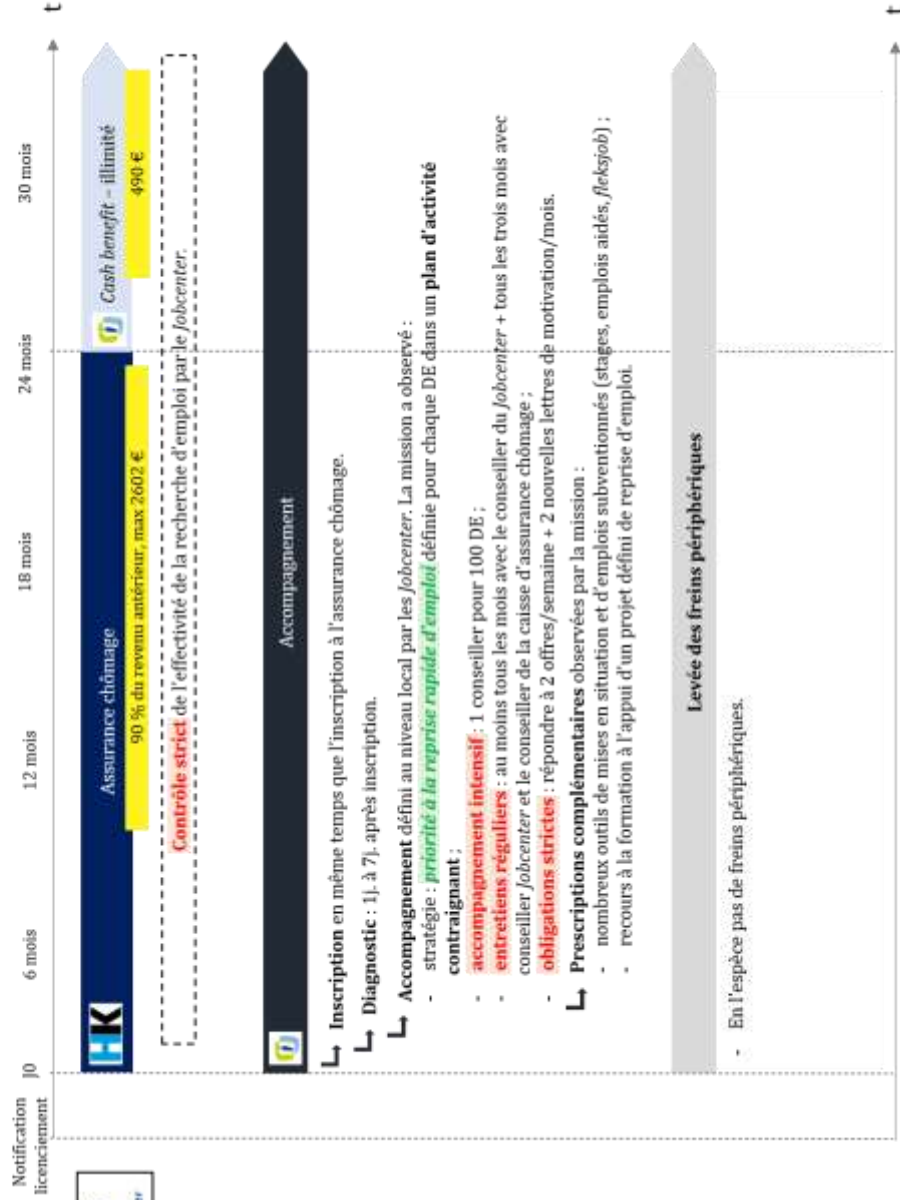 Notification
licenciement
J0
6 mois
12 mois
18 mois
24 mois
30 mois
t
HK
Assurance chômage
Cash benefit – illimité
90 % du revenu antérieur, max 2602 €
490 €
Contrôle strict de l'effectivité de la recherche d'emploi par le Jobcenter.
Accompagnement
Inscription en même temps que l'inscription à l'assurance chômage.
Diagnostic : 1j. à 7j. après inscription.
Accompagnement défini au niveau local par les Jobcenter. La mission a observé :
- stratégie : priorité à la reprise rapide d'emploi définie pour chaque DE dans un plan d'activité
contraignant ;
- accompagnement intensif : 1 conseiller pour 100 DE ;
- entretiens réguliers : au moins tous les mois avec le conseiller du Jobcenter + tous les trois mois avec
conseiller Jobcenter et le conseiller de la caisse d'assurance chômage ;
- obligations strictes : répondre à 2 offres/semaine + 2 nouvelles lettres de motivation/mois.
Prescriptions complémentaires observées par la mission :
- nombreux outils de mises en situation et d'emplois subventionnés (stages, emplois aidés, fleksjob) ;
- recours à la formation à l'appui d'un projet défini de reprise d'emploi.
Levée des freins périphériques
- En l'espèce pas de freins périphériques.
t